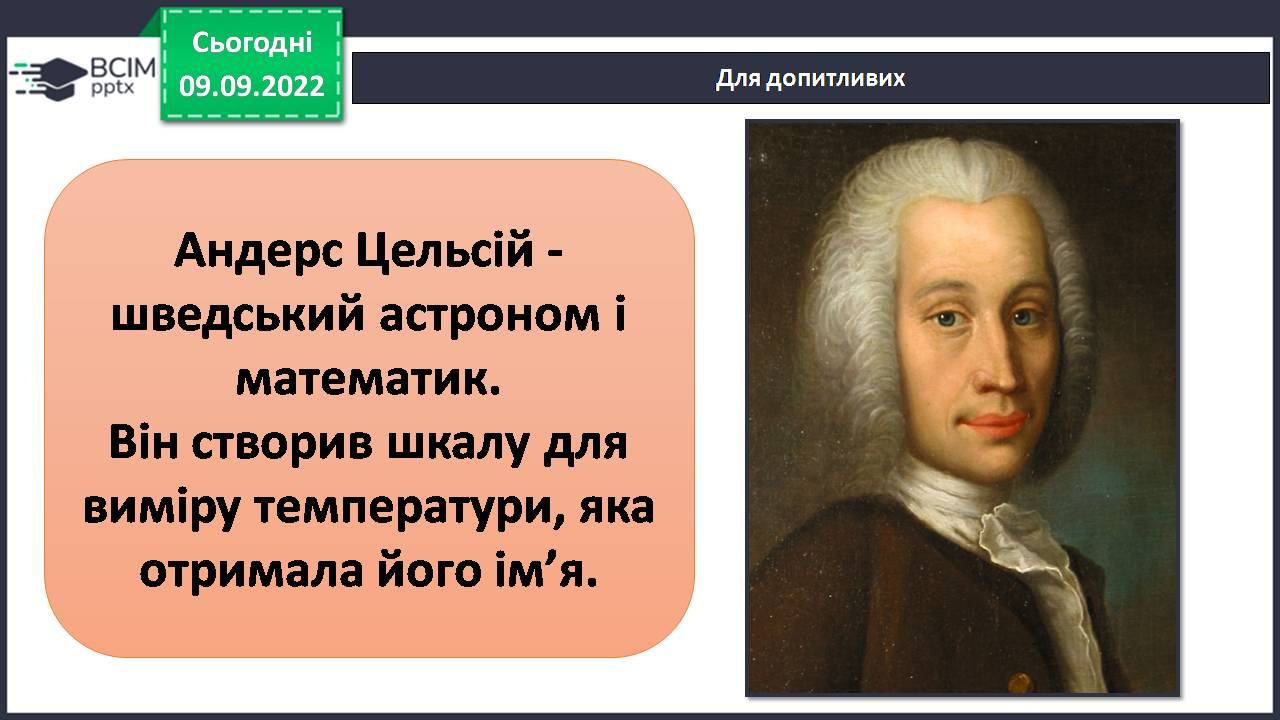 Сьогодні
09.09.2022
BCIM
pptx
Для допитливих
Андерс Цельсій -
шведський астроном і
математик.
Він створив шкалу для
виміру температури, яка
отримала його ім’я.